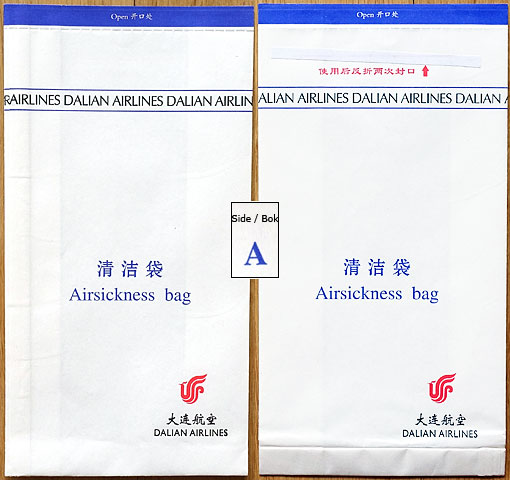 Open 开口处
RAIRLINES DALIAN AIRLINES DALIAN AIRLIN
清洁袋
Airsickness bag
大连航空
DALIAN AIRLINES
Side / Bok
A
Open 开口处
使用后反折两次封口
ALIAN AIRLINES DALIAN AIRLINES DALIAN A
清洁袋
Airsickness bag
大连航空
DALIAN AIRLINES